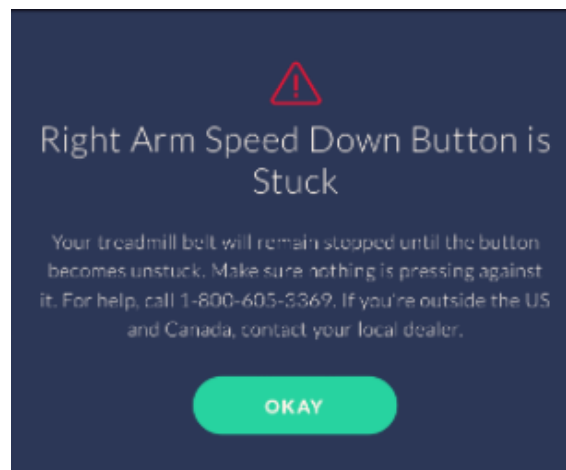 Right Arm Speed Down Button is
Stuck
Your treadmill belt will remain stopped until the button
becomes unstuck. Make sure nothing is pressing against
it. For help, call 1-800-605-3369. If you're outside the US
and Canada, contact your local dealer.
OKAY